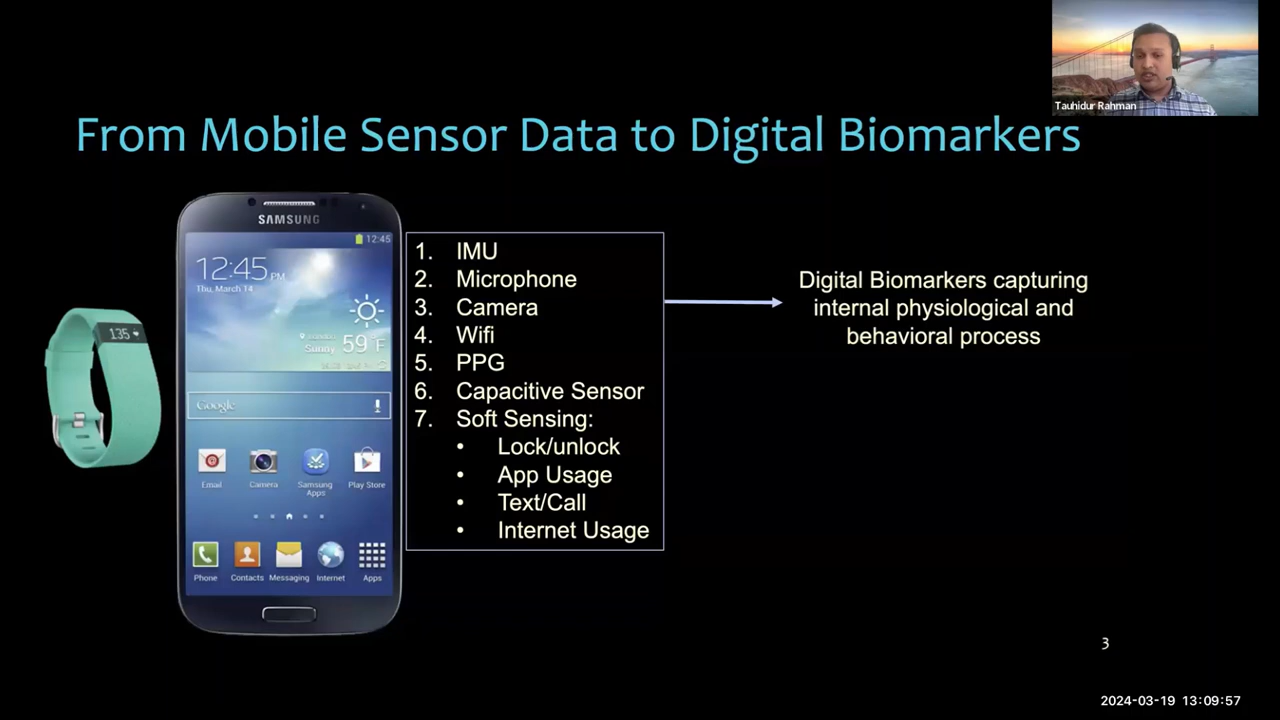 Tauhidur Rahman
From Mobile Sensor Data to Digital Biomarkers
SAMSUNG
12:45
12:45 PM
Thu, March 14
Sunny 59°F
Google
Email
Camera
Samsung Apps
Play Store
Phone
Contacts
Messaging
Internet
Apps
135
1. IMU
2. Microphone
3. Camera
4. Wifi
5. PPG
6. Capacitive Sensor
7. Soft Sensing:
• Lock/unlock
• App Usage
• Text/Call
• Internet Usage
Digital Biomarkers capturing
internal physiological and
behavioral process
3
2024-03-19 13:09:57